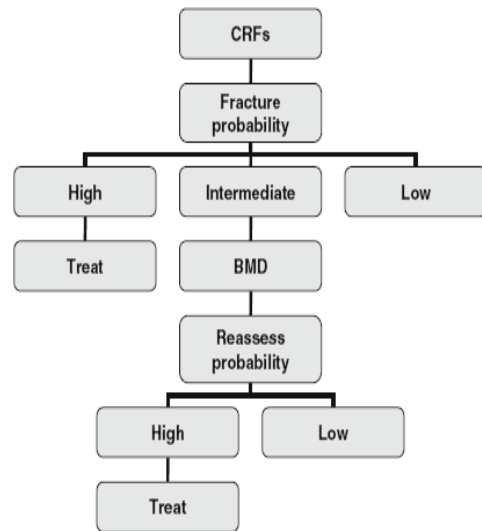 CRFs
Fracture
probability
High
Intermediate
Low
Treat
BMD
Reassess
probability
High
Low
Treat